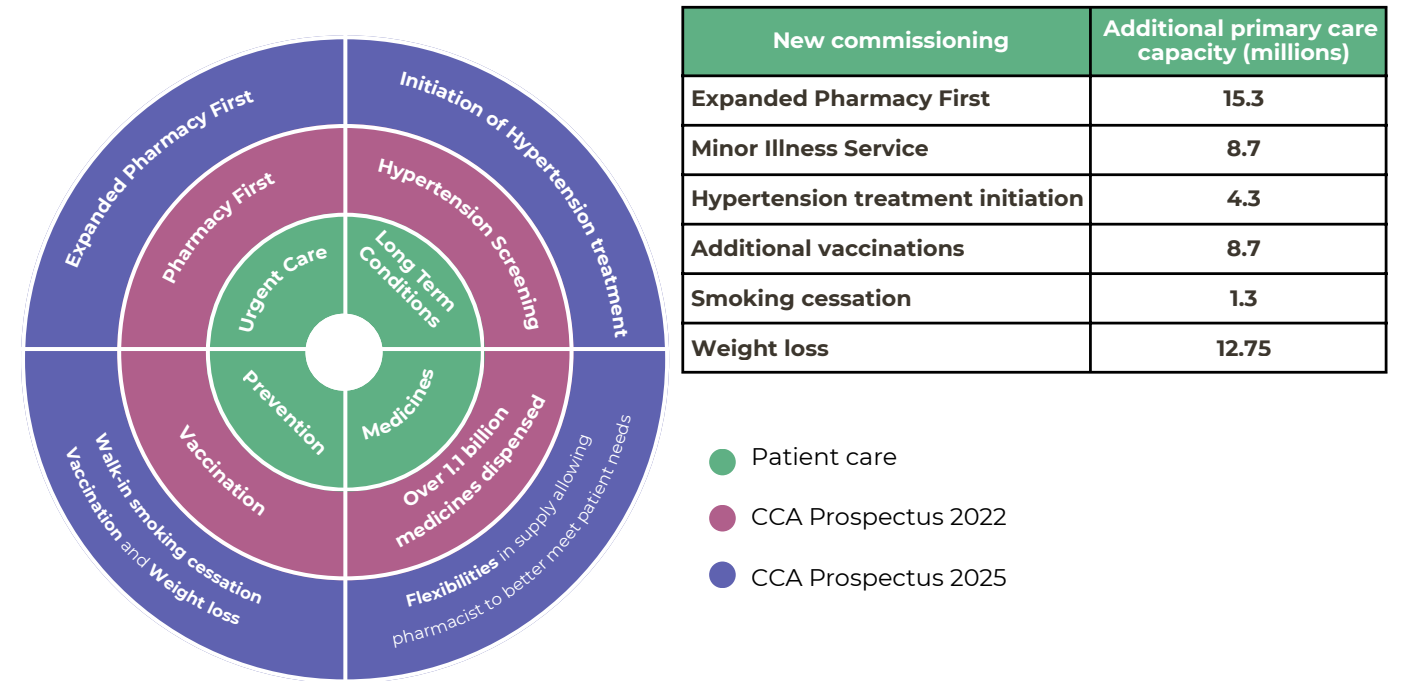 Expanded Pharmacy First
Initiation of Hypertension treatment
Pharmacy First
Hypertension Screening
Urgent Care
Long Term
Conditions
Prevention
Medicines
Vaccination
Over 1.1 billion
medicines dispensed
Walk-in smoking cessation
Vaccination and Weight loss
Flexibilities in supply allowing
pharmacist to better meet patient needs
New commissioning
Additional primary care
capacity (millions)
Expanded Pharmacy First 15.3
Minor Illness Service 8.7
Hypertension treatment initiation 4.3
Additional vaccinations 8.7
Smoking cessation 1.3
Weight loss 12.75
Patient care
CCA Prospectus 2022
CCA Prospectus 2025